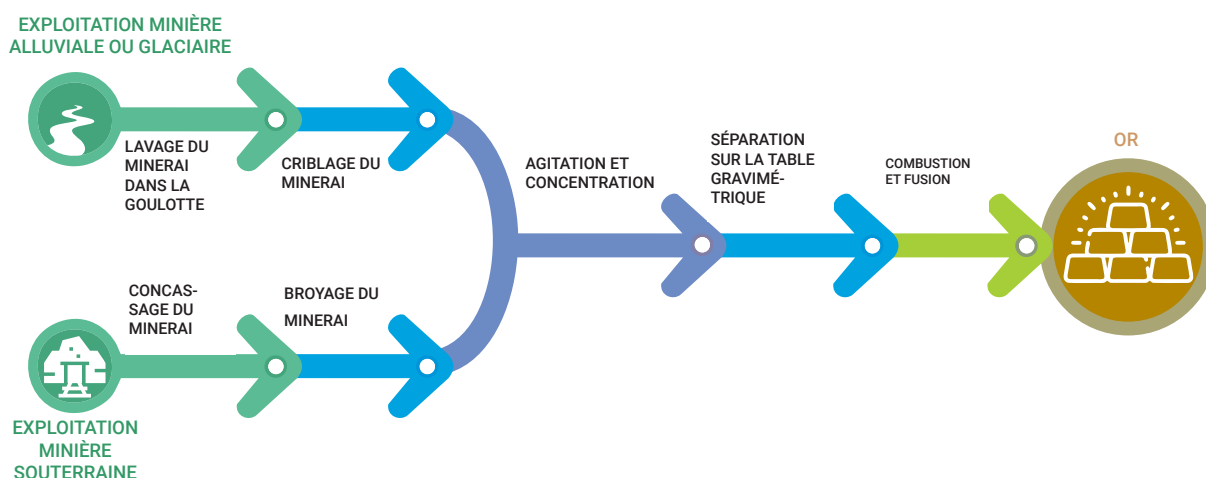 EXPLOITATION MINIÈRE
ALLUVIALE OU GLACIAIRE
LAVAGE DU
MINERAI
DANS LA
GOULOTTE
CRIBLAGE DU
MINERAI
AGITATION ET
CONCENTRATION
SÉPARATION
SUR LA TABLE
GRAVIMÉ-
TRIQUE
COMBUSTION
ET FUSION
OR
CONCAS-
SAGE DU
MINERAI
BROYAGE DU
MINERAI
EXPLOITATION
MINIÈRE
SOUTERRAINE